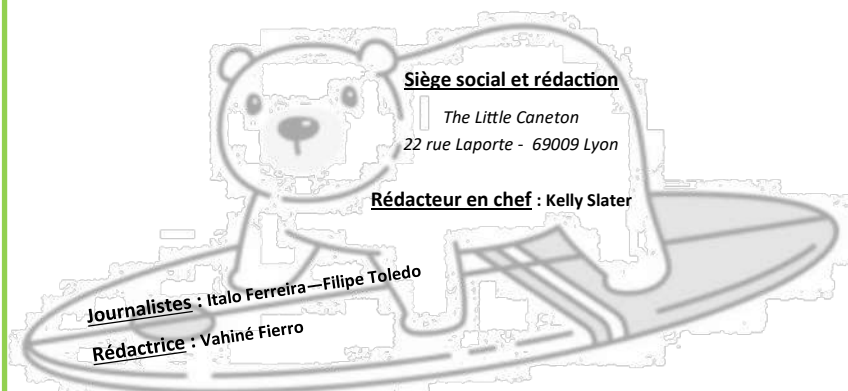 Siège social et rédaction
The Little Caneton
22 rue Laporte - 69009 Lyon
Rédacteur en chef : Kelly Slater
Journalistes : Italo Ferreira—Filipe Toledo
Rédactrice : Vahiné Fierro